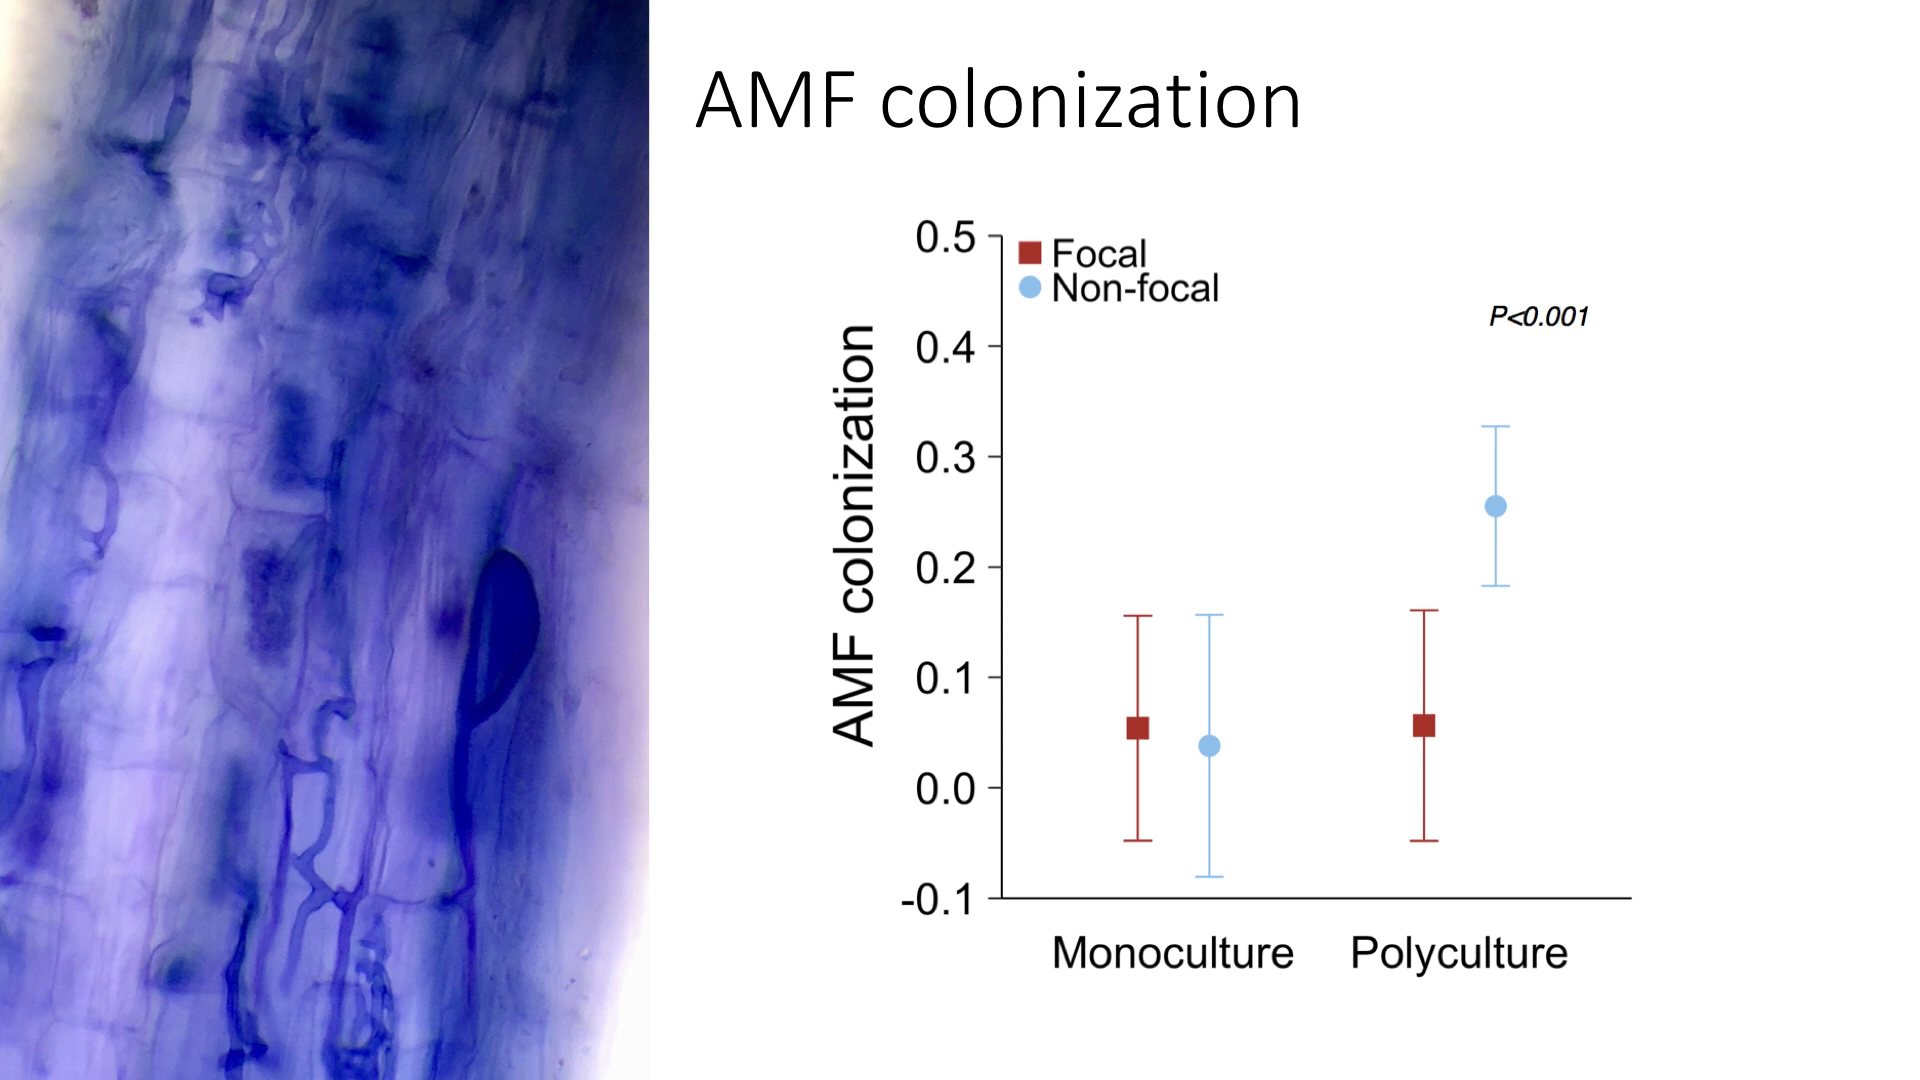 AMF colonization
0.5
Focal
Non-focal
P<0.001
0.4
0.3
0.2
0.1
0.0
-0.1
AMF colonization
Monoculture Polyculture